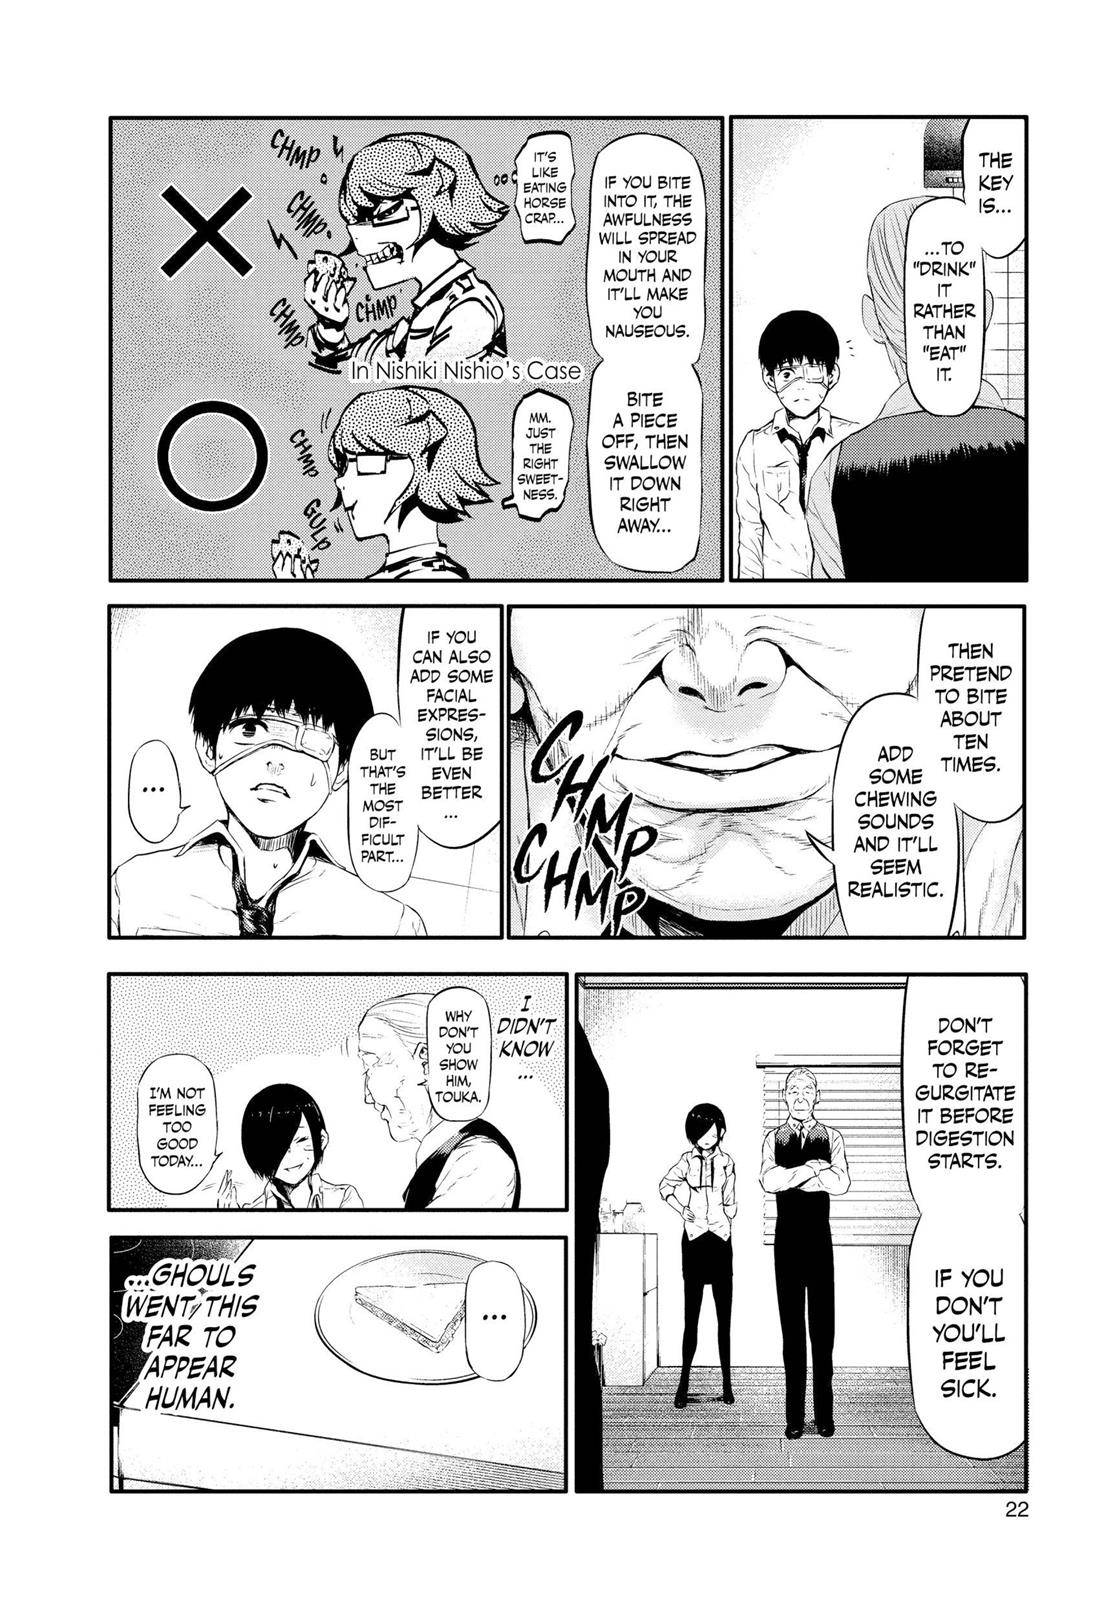 THE
KEY
IS...
...TO
"DRINK"
IT
RATHER
THAN
"EAT"
IT.
IF YOU BITE
INTO IT, THE
AWFULNESS
WILL SPREAD
IN YOUR
MOUTH AND
IT'LL MAKE
YOU
NAUSEOUS.
BITE
A PIECE
OFF, THEN
SWALLOW
IT DOWN
RIGHT
AWAY...
IT'S
LIKE
EATING
HORSE
CRAP...
CHMP
CHMP.
CHMP
CHMP
In Nishiki Nishio's Case
MM.
JUST
THE
RIGHT
SWEET-
NESS.
CHMP
GULP
THEN
PRETEND
TO BITE
ABOUT
TEN
TIMES.
ADD
SOME
CHEWING
SOUNDS
AND IT'LL
SEEM
REALISTIC.
CHMP
CHMP
IF YOU
CAN ALSO
ADD SOME
FACIAL
EXPRES-
SIONS,
IT'LL BE
EVEN
BETTER
...
BUT
THAT'S
THE
MOST
DIF-
FICULT
PART...
...
DON'T
FORGET
TO RE-
GURGITATE
IT BEFORE
DIGESTION
STARTS.
IF YOU
DON'T
YOU'LL
FEEL
SICK.
I
DIDN'T
KNOW
...
WHY
DON'T
YOU
SHOW
HIM,
TOUKA.
I'M NOT
FEELING
TOO
GOOD
TODAY...
...
...GHOULS
WENT THIS
FAR TO
APPEAR
HUMAN.
22